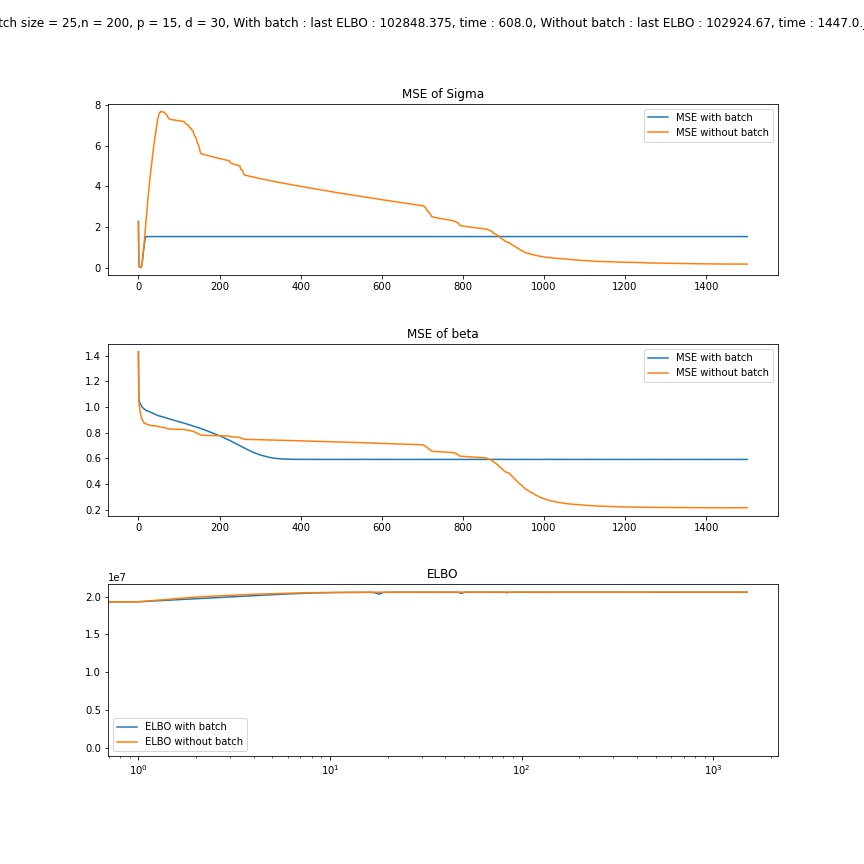 size = 25,n = 200, p = 15, d = 30, With batch : last ELBO : 102848.375, time : 608.0, Without batch : last ELBO : 102924.67, time : 1447.0.
MSE of Sigma
8
6
4
2
0
MSE with batch
MSE without batch
0 200 400 600 800 1000 1200 1400
MSE of beta
1.4
1.2
1.0
0.8
0.6
0.4
0.2
MSE with batch
MSE without batch
0 200 400 600 800 1000 1200 1400
ELBO
1e7
2.0
1.5
1.0
0.5
0.0
ELBO with batch
ELBO without batch
10⁰ 10¹ 10² 10³